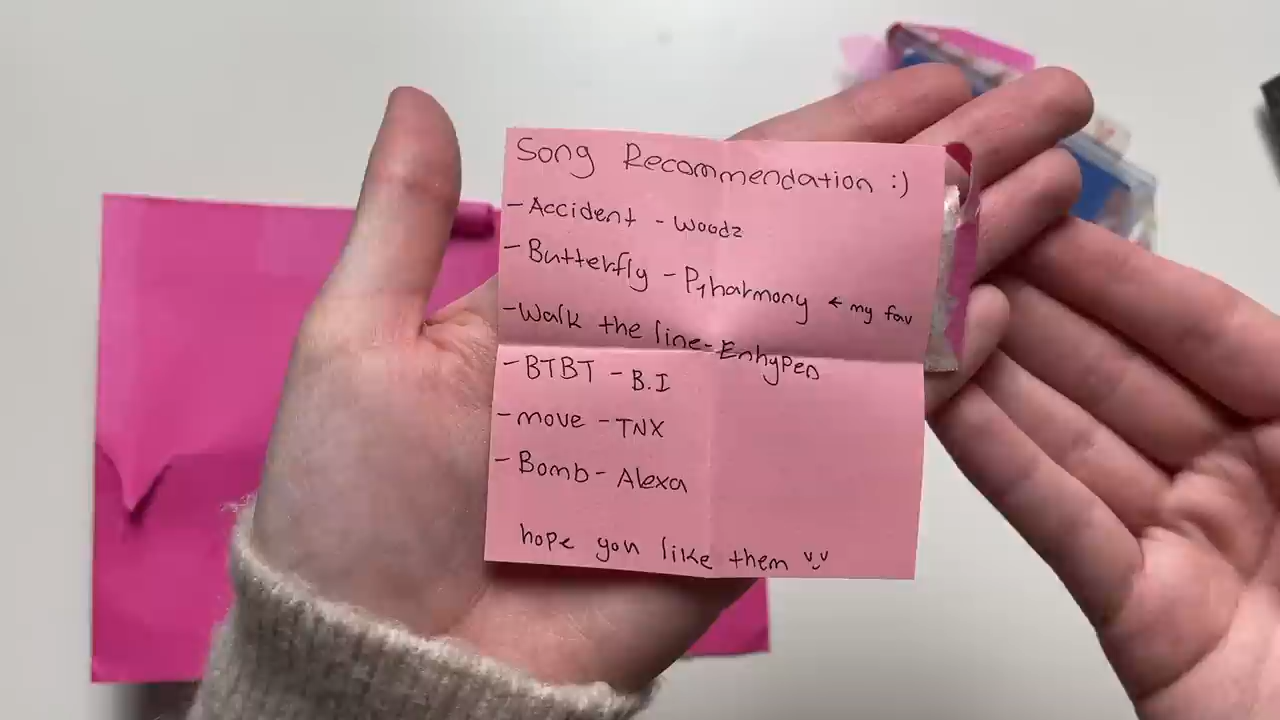 Song Recommendation :)
- Accident - Woodz
- Butterfly - P1harmony ← my fav
- Walk the line - Enhypen
- BTBT - B.I
- move - TNX
- Bomb - Alexa
hope you like them ᵛ◡ᵛ